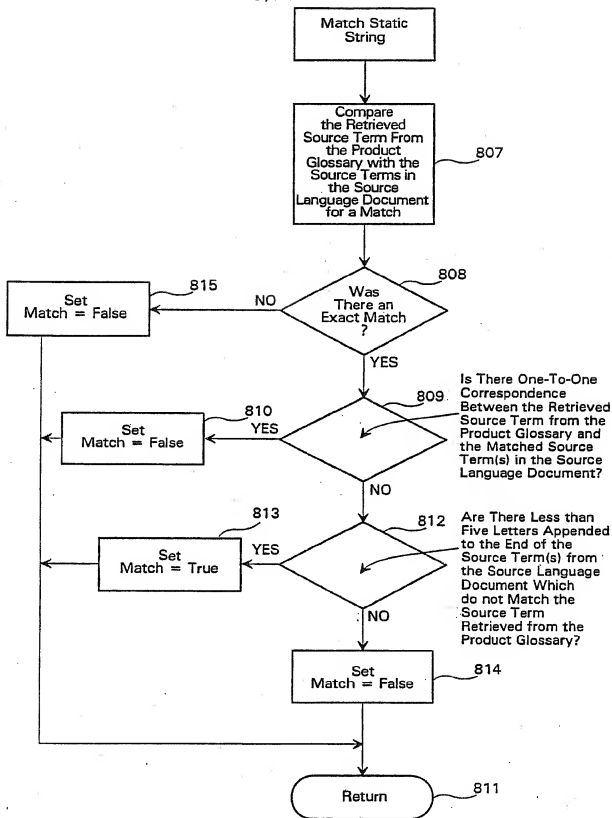 Match Static
String
Compare
the Retrieved
Source Term From
the Product
Glossary with the
Source Terms in
the Source
Language Document
for a Match
807
Was
There an
Exact Match
?
808
NO
Set
Match = False
815
YES
809
Is There One-To-One
Correspondence
Between the Retrieved
Source Term from the
Product Glossary and
the Matched Source
Term(s) in the Source
Language Document?
YES
Set
Match = False
810
NO
812
Are There Less than
Five Letters Appended
to the End of the
Source Term(s) from
the Source Language
Document Which
do not Match the
Source Term
Retrieved from the
Product Glossary?
YES
Set
Match = True
813
NO
Set
Match = False
814
Return
811